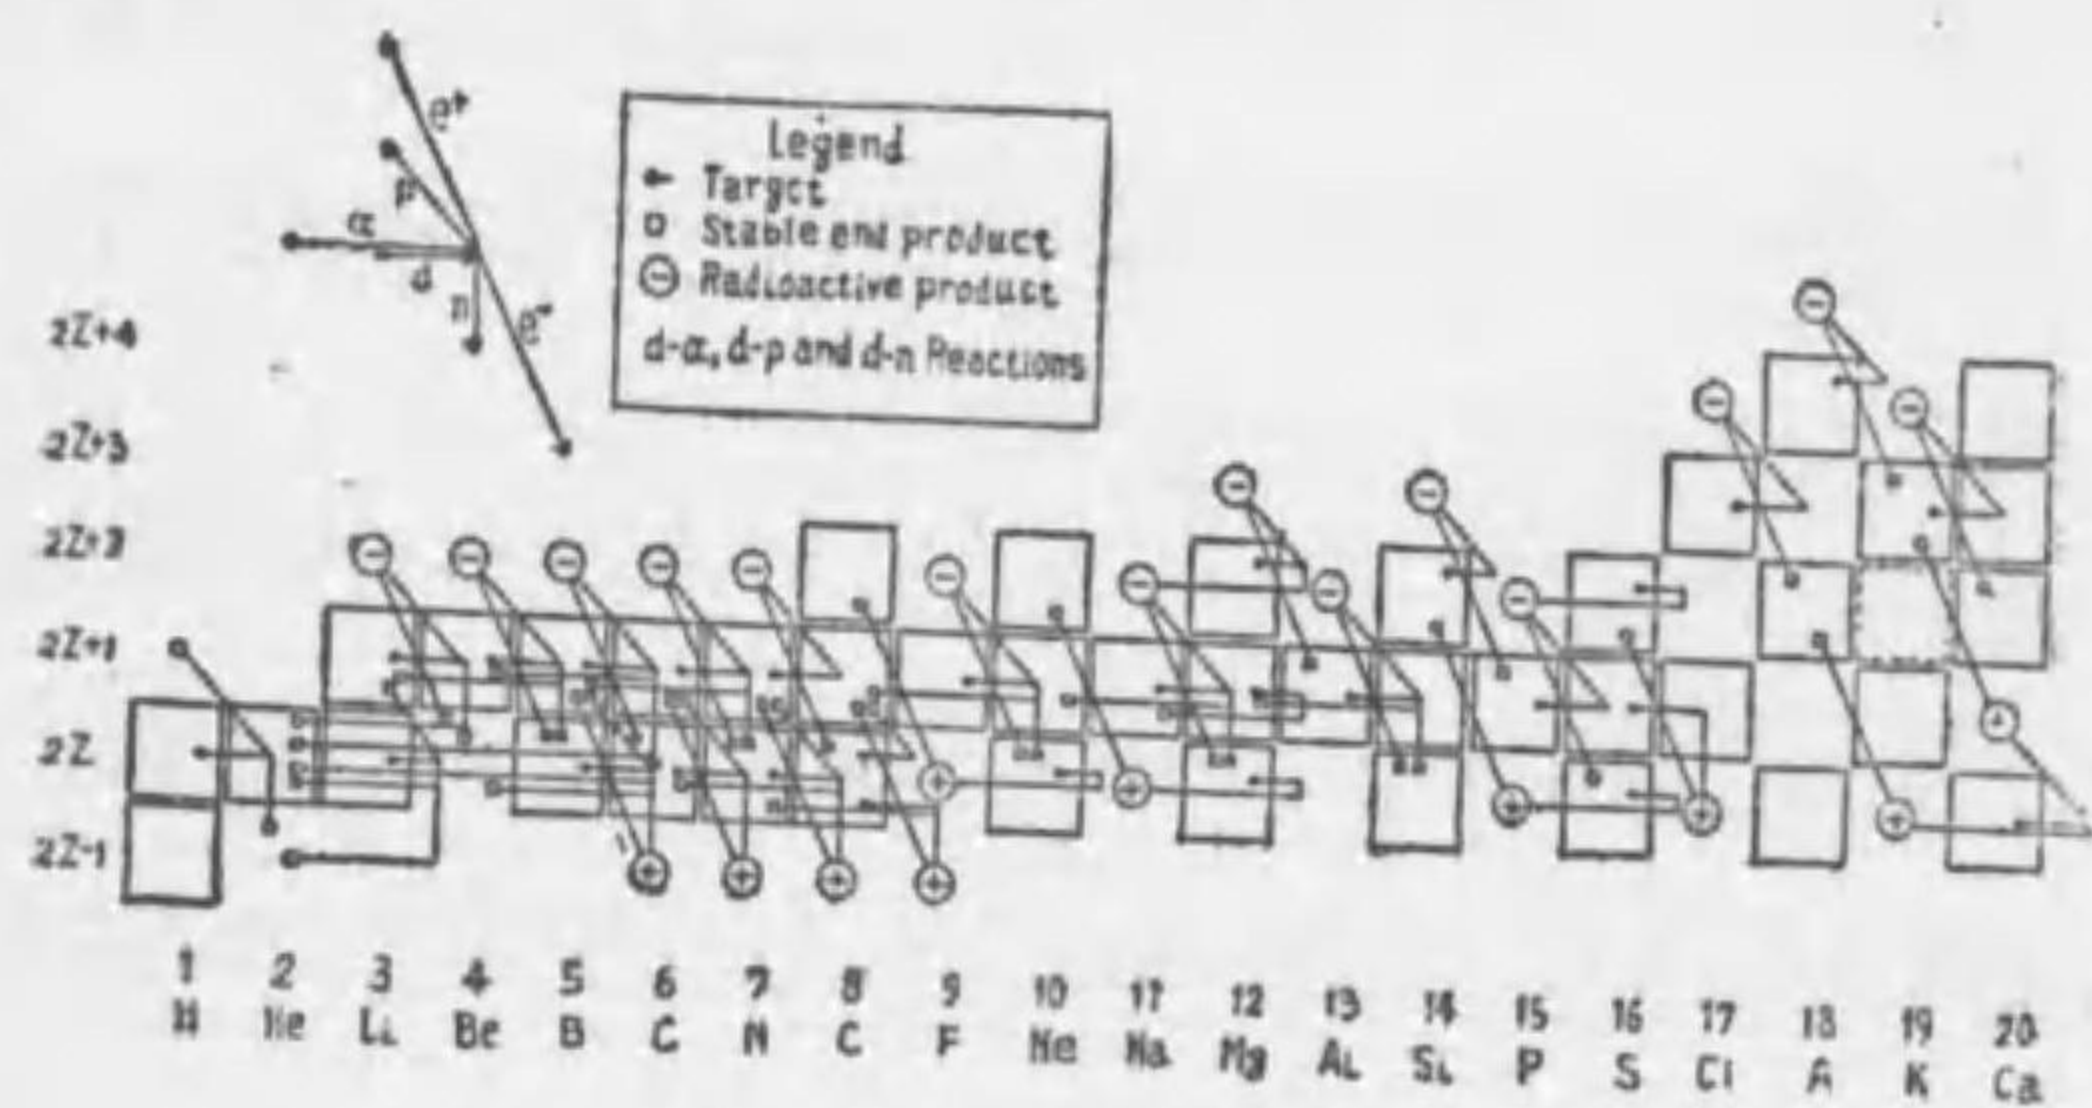 e+
p
α
d
n
e-
Legend
Target
Stable end product
Radioactive product
d-α, d-p and d-n Reactions
2Z+4
2Z+3
2Z+2
2Z+1
2Z
2Z-1
1 2 3 4 5 6 7 8 9 10 11 12 13 14 15 16 17 18 19 20
H He Li Be B C N C F Ne Na Mg AL Si P S Cl A K Ca